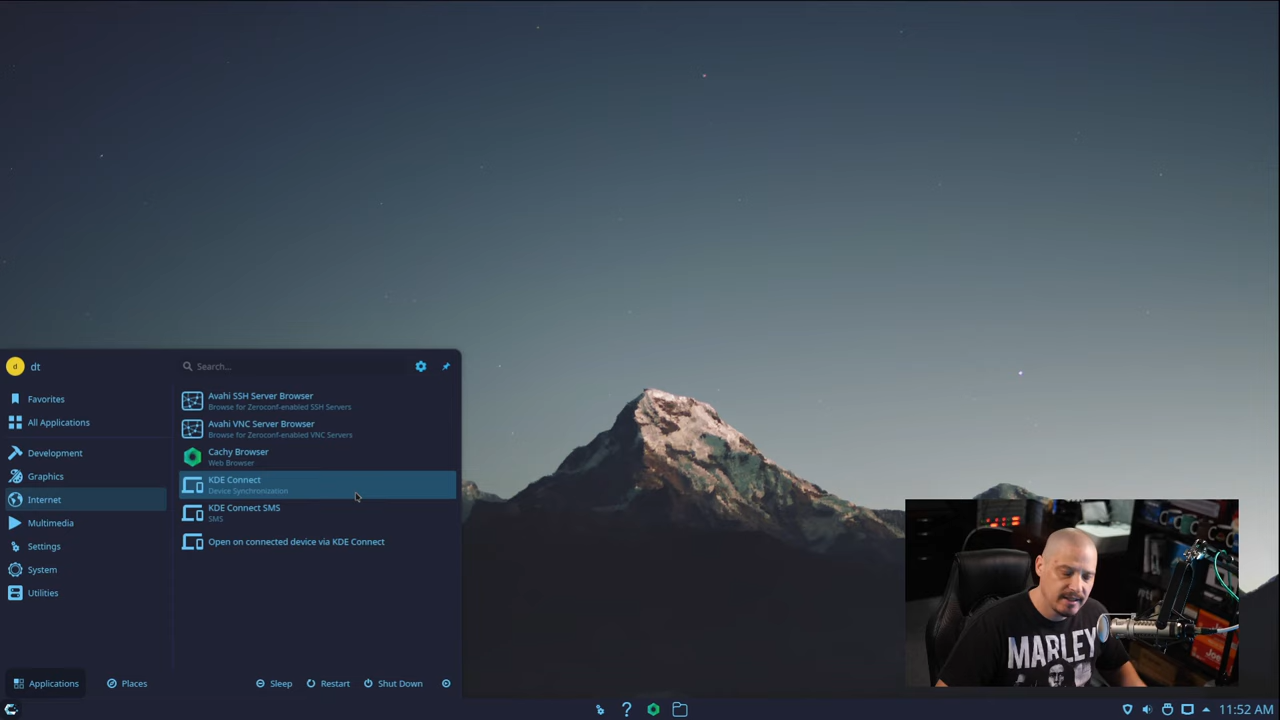 dt
Search...
Favorites
All Applications
Development
Graphics
Internet
Multimedia
Settings
System
Utilities
Avahi SSH Server Browser
Browse for Zeroconf-enabled SSH Servers
Avahi VNC Server Browser
Browse for Zeroconf-enabled VNC Servers
Cachy Browser
Web Browser
KDE Connect
Device Synchronization
KDE Connect SMS
SMS
Open on connected device via KDE Connect
Applications
Places
Sleep
Restart
Shut Down
MARLEY
11:52 AM